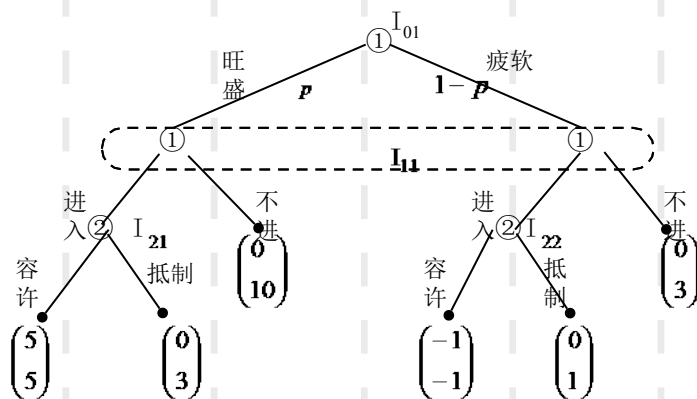 ① I₀₁
旺盛
p
1-p
疲软
①
①
I₁₁
进入
② I₂₁
不进
进入
② I₂₂
不进
容许
抵制
0
10
容许
抵制
0
3
5
5
0
3
-1
-1
0
1